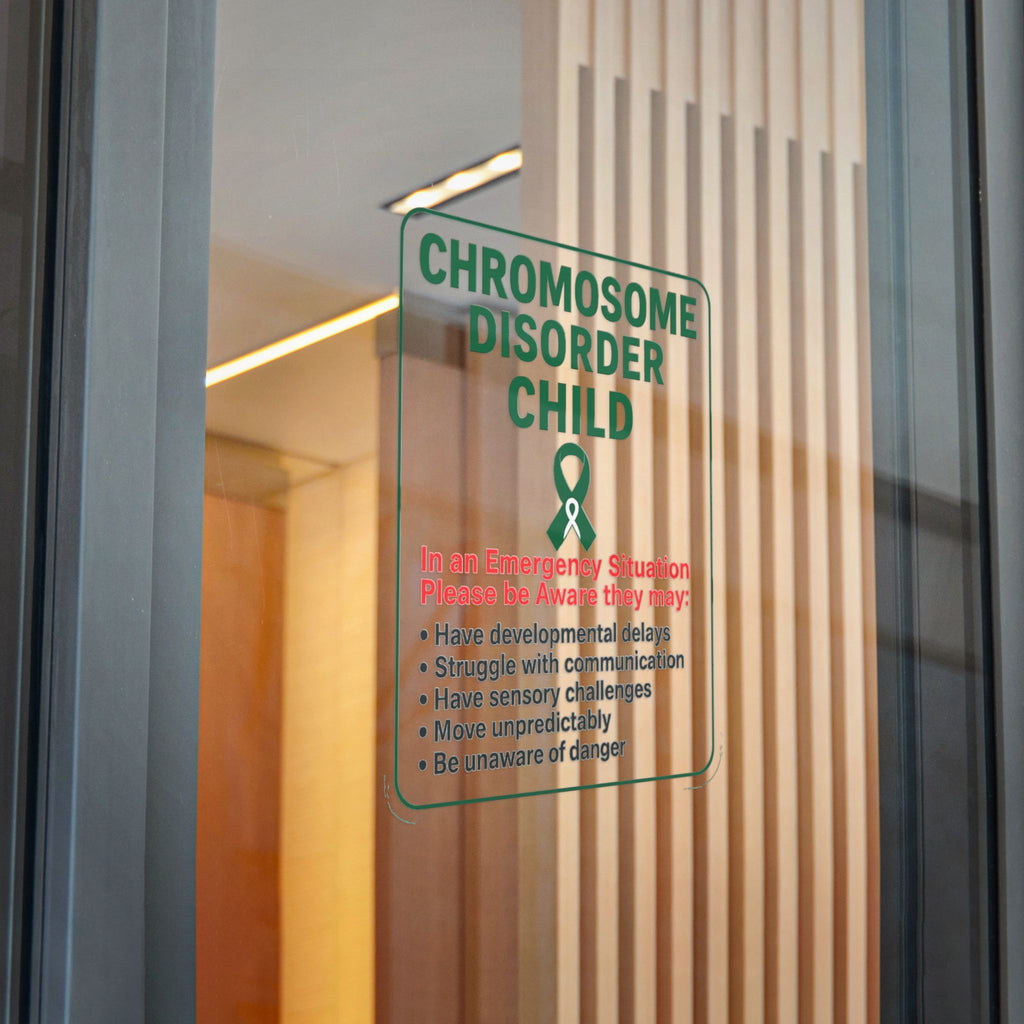 CHROMOSOME
DISORDER
CHILD
In an Emergency Situation
Please be Aware they may:
• Have developmental delays
• Struggle with communication
• Have sensory challenges
• Move unpredictably
• Be unaware of danger